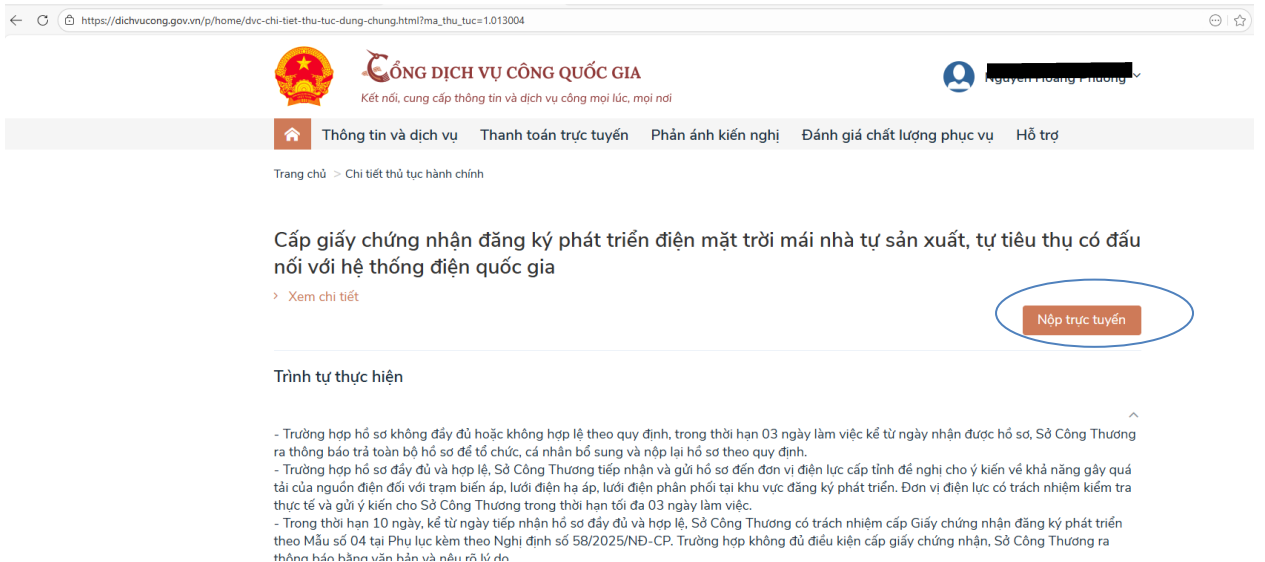 https://dichvucong.gov.vn/p/home/dvc-chi-tiet-thu-tuc-dung-chung.html?ma_thu_tuc=1.013004
CỔNG DỊCH VỤ CÔNG QUỐC GIA
Kết nối, cung cấp thông tin và dịch vụ công mọi lúc, mọi nơi
Thông tin và dịch vụ Thanh toán trực tuyến Phản ánh kiến nghị Đánh giá chất lượng phục vụ Hỗ trợ
Trang chủ > Chi tiết thủ tục hành chính
Cấp giấy chứng nhận đăng ký phát triển điện mặt trời mái nhà tự sản xuất, tự tiêu thụ có đấu
nối với hệ thống điện quốc gia
> Xem chi tiết
Nộp trực tuyến
Trình tự thực hiện
- Trường hợp hồ sơ không đầy đủ hoặc không hợp lệ theo quy định, trong thời hạn 03 ngày làm việc kể từ ngày nhận được hồ sơ, Sở Công Thương
ra thông báo trả toàn bộ hồ sơ để tổ chức, cá nhân bổ sung và nộp lại hồ sơ theo quy định.
- Trường hợp hồ sơ đầy đủ và hợp lệ, Sở Công Thương tiếp nhận và gửi hồ sơ đến đơn vị điện lực cấp tỉnh đề nghị cho ý kiến về khả năng gây quá
tải của nguồn điện đối với trạm biến áp, lưới điện hạ áp, lưới điện phân phối tại khu vực đăng ký phát triển. Đơn vị điện lực có trách nhiệm kiểm tra
thực tế và gửi ý kiến cho Sở Công Thương trong thời hạn tối đa 03 ngày làm việc.
- Trong thời hạn 10 ngày, kể từ ngày tiếp nhận hồ sơ đầy đủ và hợp lệ, Sở Công Thương có trách nhiệm cấp Giấy chứng nhận đăng ký phát triển
theo Mẫu số 04 tại Phụ lục kèm theo Nghị định số 58/2025/NĐ-CP. Trường hợp không đủ điều kiện cấp giấy chứng nhận, Sở Công Thương ra
thông báo bằng văn bản và nêu rõ lý do